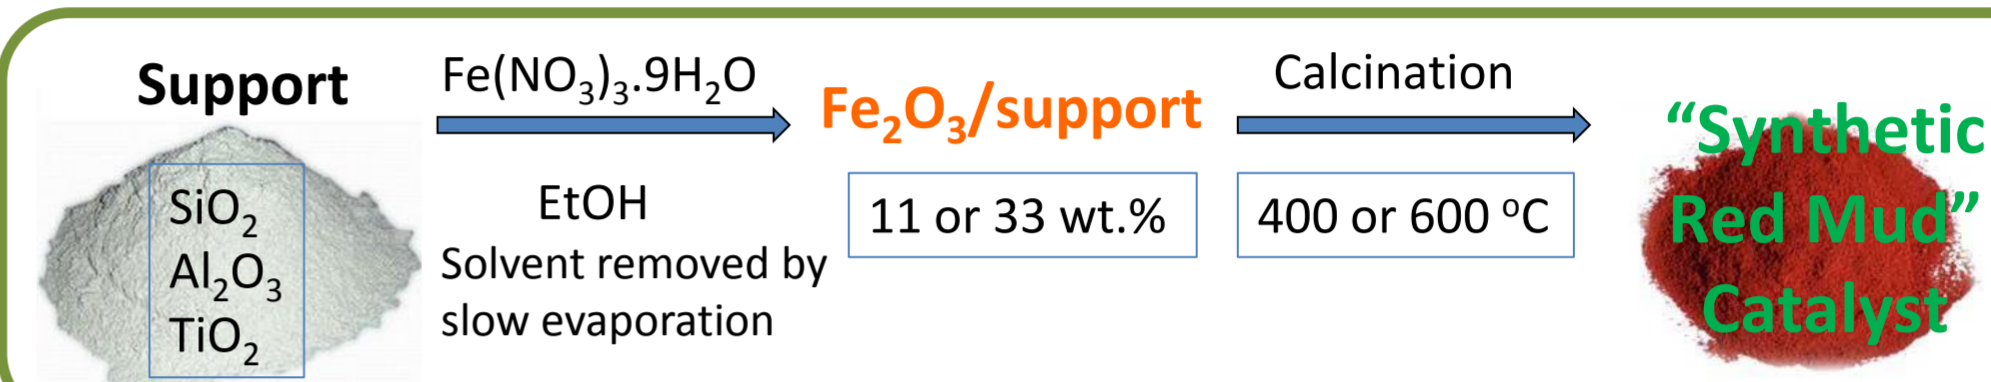 Support
SiO₂
Al₂O₃
TiO₂
Fe(NO₃)₃.9H₂O
EtOH
Solvent removed by
slow evaporation
Fe₂O₃/support
11 or 33 wt.%
Calcination
400 or 600 ºC
“Synthetic
Red Mud”
Catalyst